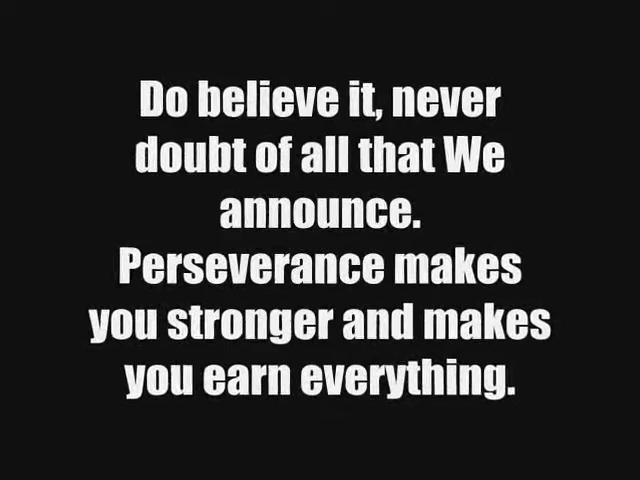 Do believe it, never
doubt of all that We
announce.
Perseverance makes
you stronger and makes
you earn everything.